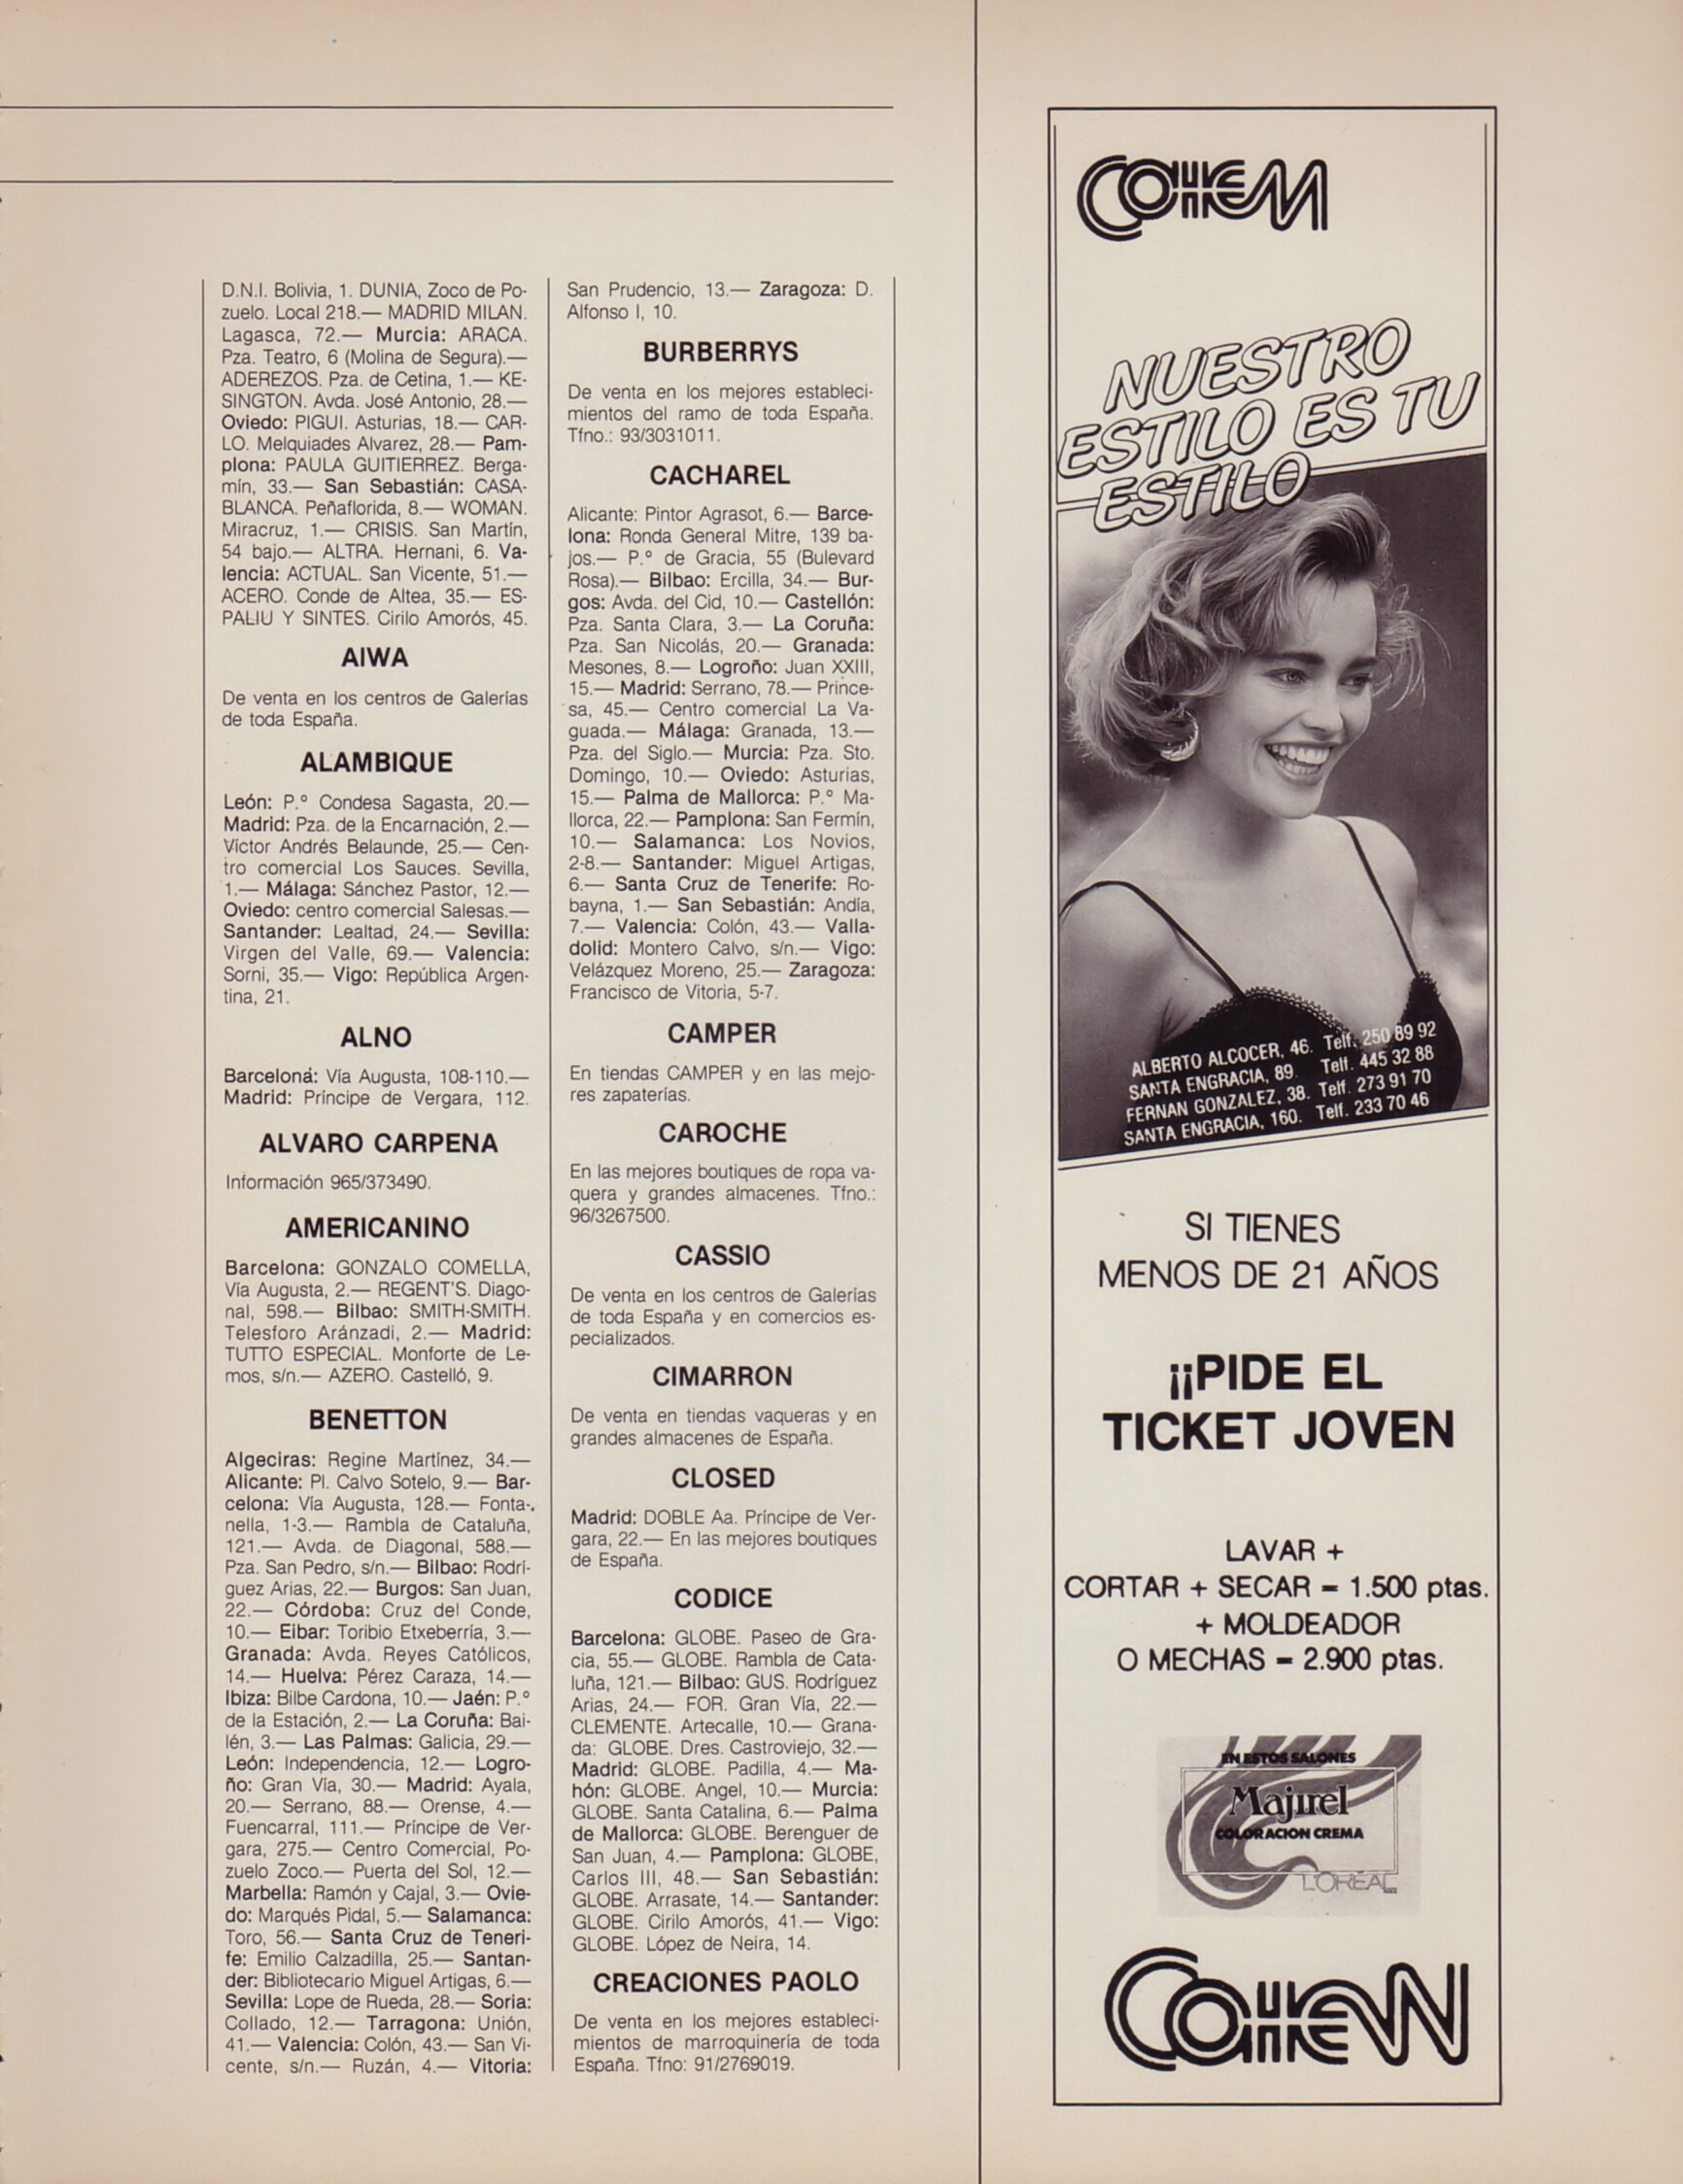 D.N.I. Bolivia, 1. DUNIA, Zoco de Po-
zuelo. Local 218.— MADRID MILAN.
Lagasca, 72.— Murcia: ARACA.
Pza. Teatro, 6 (Molina de Segura).—
ADEREZOS. Pza. de Cetina, 1.— KE-
SINGTON. Avda. José Antonio, 28.—
Oviedo: PIGUI. Asturias, 18.— CAR-
LO. Melquiades Alvarez, 28.— Pam-
plona: PAULA GUITIERREZ. Berga-
mín, 33.— San Sebastián: CASA-
BLANCA. Peñaflorida, 8.— WOMAN.
Miracruz, 1.— CRISIS. San Martín,
54 bajo.— ALTRA. Hernani, 6. Va-
lencia: ACTUAL. San Vicente, 51.—
ACERO. Conde de Altea, 35.— ES-
PALIU Y SINTES. Cirilo Amorós, 45.
AIWA
De venta en los centros de Galerías
de toda España.
ALAMBIQUE
León: P.º Condesa Sagasta, 20.—
Madrid: Pza. de la Encarnación, 2.—
Víctor Andrés Belaunde, 25.— Cen-
tro comercial Los Sauces. Sevilla,
1.— Málaga: Sánchez Pastor, 12.—
Oviedo: centro comercial Salesas.—
Santander: Lealtad, 24.— Sevilla:
Virgen del Valle, 69.— Valencia:
Sorni, 35.— Vigo: República Argen-
tina, 21.
ALNO
Barcelona: Vía Augusta, 108-110.—
Madrid: Príncipe de Vergara, 112.
ALVARO CARPENA
Información 965/373490.
AMERICANINO
Barcelona: GONZALO COMELLA,
Vía Augusta, 2.— REGENT'S. Diago-
nal, 598.— Bilbao: SMITH-SMITH.
Telesforo Aránzadi, 2.— Madrid:
TUTTO ESPECIAL. Monforte de Le-
mos, s/n.— AZERO. Castelló, 9.
BENETTON
Algeciras: Regine Martínez, 34.—
Alicante: Pl. Calvo Sotelo, 9.— Bar-
celona: Vía Augusta, 128.— Fonta-
nella, 1-3.— Rambla de Cataluña,
121.— Avda. de Diagonal, 588.—
Pza. San Pedro, s/n.— Bilbao: Rodrí-
guez Arias, 22.— Burgos: San Juan,
22.— Córdoba: Cruz del Conde,
10.— Eibar: Toribio Etxeberría, 3.—
Granada: Avda. Reyes Católicos,
14.— Huelva: Pérez Caraza, 14.—
Ibiza: Bilbe Cardona, 10.— Jaén: P.º
de la Estación, 2.— La Coruña: Bai-
lén, 3.— Las Palmas: Galicia, 29.—
León: Independencia, 12.— Logro-
ño: Gran Vía, 30.— Madrid: Ayala,
20.— Serrano, 88.— Orense, 4.—
Fuencarral, 111.— Príncipe de Ver-
gara, 275.— Centro Comercial, Po-
zuelo Zoco.— Puerta del Sol, 12.—
Marbella: Ramón y Cajal, 3.— Ovie-
do: Marqués Pidal, 5.— Salamanca:
Toro, 56.— Santa Cruz de Teneri-
fe: Emilio Calzadilla, 25.— Santan-
der: Bibliotecario Miguel Artigas, 6.—
Sevilla: Lope de Rueda, 28.— Soria:
Collado, 12.— Tarragona: Unión,
41.— Valencia: Colón, 43.— San Vi-
cente, s/n.— Ruzán, 4.— Vitoria:
San Prudencio, 13.— Zaragoza: D.
Alfonso I, 10.
BURBERRYS
De venta en los mejores estableci-
mientos del ramo de toda España.
Tfno.: 93/3031011.
CACHAREL
Alicante: Pintor Agrasot, 6.— Barce-
lona: Ronda General Mitre, 139 ba-
jos.— P.º de Gracia, 55 (Bulevard
Rosa).— Bilbao: Ercilla, 34.— Bur-
gos: Avda. del Cid, 10.— Castellón:
Pza. Santa Clara, 3.— La Coruña:
Pza. San Nicolás, 20.— Granada:
Mesones, 8.— Logroño: Juan XXIII,
15.— Madrid: Serrano, 78.— Prince-
sa, 45.— Centro comercial La Va-
guada.— Málaga: Granada, 13.—
Pza. del Siglo.— Murcia: Pza. Sto.
Domingo, 10.— Oviedo: Asturias,
15.— Palma de Mallorca: P.º Ma-
llorca, 22.— Pamplona: San Fermín,
10.— Salamanca: Los Novios,
2-8.— Santander: Miguel Artigas,
6.— Santa Cruz de Tenerife: Ro-
bayna, 1.— San Sebastián: Andía,
7.— Valencia: Colón, 43.— Valla-
dolid: Montero Calvo, s/n.— Vigo:
Velázquez Moreno, 25.— Zaragoza:
Francisco de Vitoria, 5-7.
CAMPER
En tiendas CAMPER y en las mejo-
res zapaterías.
CAROCHE
En las mejores boutiques de ropa va-
quera y grandes almacenes. Tfno.:
96/3267500.
CASSIO
De venta en los centros de Galerías
de toda España y en comercios es-
pecializados.
CIMARRON
De venta en tiendas vaqueras y en
grandes almacenes de España.
CLOSED
Madrid: DOBLE Aa. Príncipe de Ver-
gara, 22.— En las mejores boutiques
de España.
CODICE
Barcelona: GLOBE. Paseo de Gra-
cia, 55.— GLOBE. Rambla de Cata-
luña, 121.— Bilbao: GUS. Rodríguez
Arias, 24.— FOR. Gran Vía, 22.—
CLEMENTE. Artecalle, 10.— Grana-
da: GLOBE. Dres. Castroviejo, 32.—
Madrid: GLOBE. Padilla, 4.— Ma-
hón: GLOBE. Angel, 10.— Murcia:
GLOBE. Santa Catalina, 6.— Palma
de Mallorca: GLOBE. Berenguer de
San Juan, 4.— Pamplona: GLOBE,
Carlos III, 48.— San Sebastián:
GLOBE. Arrasate, 14.— Santander:
GLOBE. Cirilo Amorós, 41.— Vigo:
GLOBE. López de Neira, 14.
CREACIONES PAOLO
De venta en los mejores estableci-
mientos de marroquinería de toda
España. Tfno: 91/2769019.
COHEM
NUESTRO
ESTILO ES TU
ESTILO
ALBERTO ALCOCER, 46. Telf. 250 89 92
SANTA ENGRACIA, 89. Telf. 445 32 88
FERNAN GONZALEZ, 38. Telf. 273 91 70
SANTA ENGRACIA, 160. Telf. 233 70 46
SI TIENES
MENOS DE 21 AÑOS
¡¡PIDE EL
TICKET JOVEN
LAVAR +
CORTAR + SECAR = 1.500 ptas.
+ MOLDEADOR
O MECHAS = 2.900 ptas.
EN ESTOS SALONES
Majirel
COLORACION CREMA
L'OREAL
COHEN